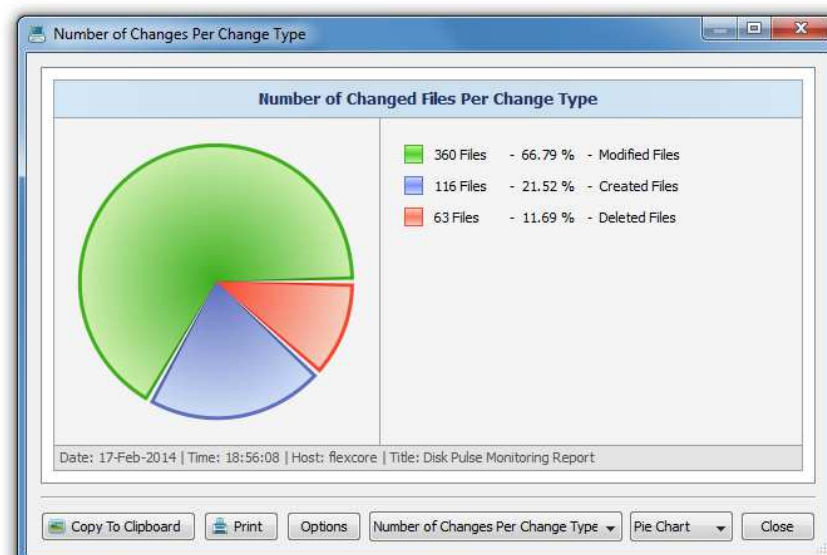 Number of Changes Per Change Type
Number of Changed Files Per Change Type
360 Files - 66.79 % - Modified Files
116 Files - 21.52 % - Created Files
63 Files - 11.69 % - Deleted Files
Date: 17-Feb-2014 | Time: 18:56:08 | Host: flexcore | Title: Disk Pulse Monitoring Report
Copy To Clipboard Print Options Number of Changes Per Change Type Pie Chart Close